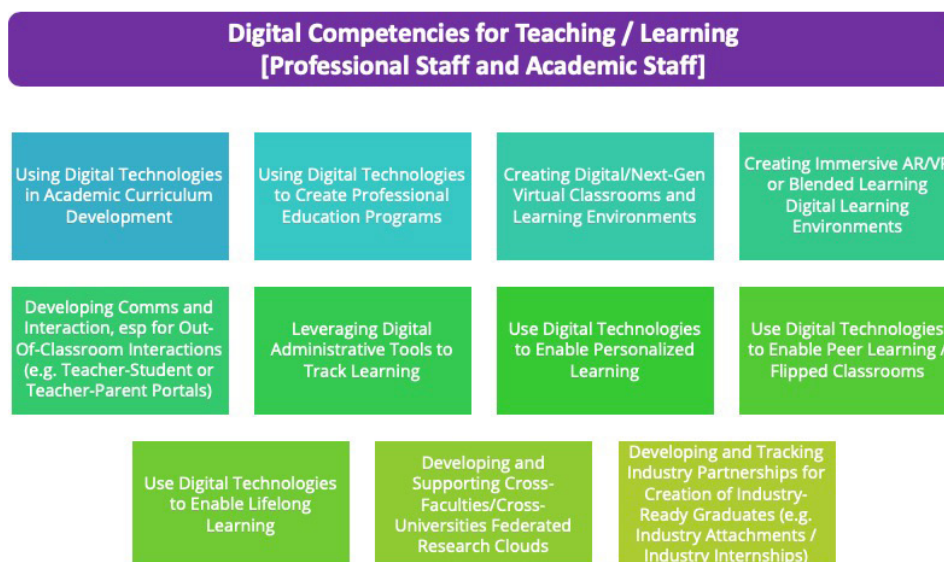 Digital Competencies for Teaching / Learning
[Professional Staff and Academic Staff]
Using Digital Technologies
in Academic Curriculum
Development
Using Digital Technologies
to Create Professional
Education Programs
Creating Digital/Next-Gen
Virtual Classrooms and
Learning Environments
Creating Immersive AR/VR
or Blended Learning
Digital Learning
Environments
Developing Comms and
Interaction, esp for Out-
Of-Classroom Interactions
(e.g. Teacher-Student or
Teacher-Parent Portals)
Leveraging Digital
Administrative Tools to
Track Learning
Use Digital Technologies
to Enable Personalized
Learning
Use Digital Technologies
to Enable Peer Learning /
Flipped Classrooms
Use Digital Technologies
to Enable Lifelong
Learning
Developing and
Supporting Cross-
Faculties/Cross-
Universities Federated
Research Clouds
Developing and Tracking
Industry Partnerships for
Creation of Industry-
Ready Graduates (e.g.
Industry Attachments /
Industry Internships)